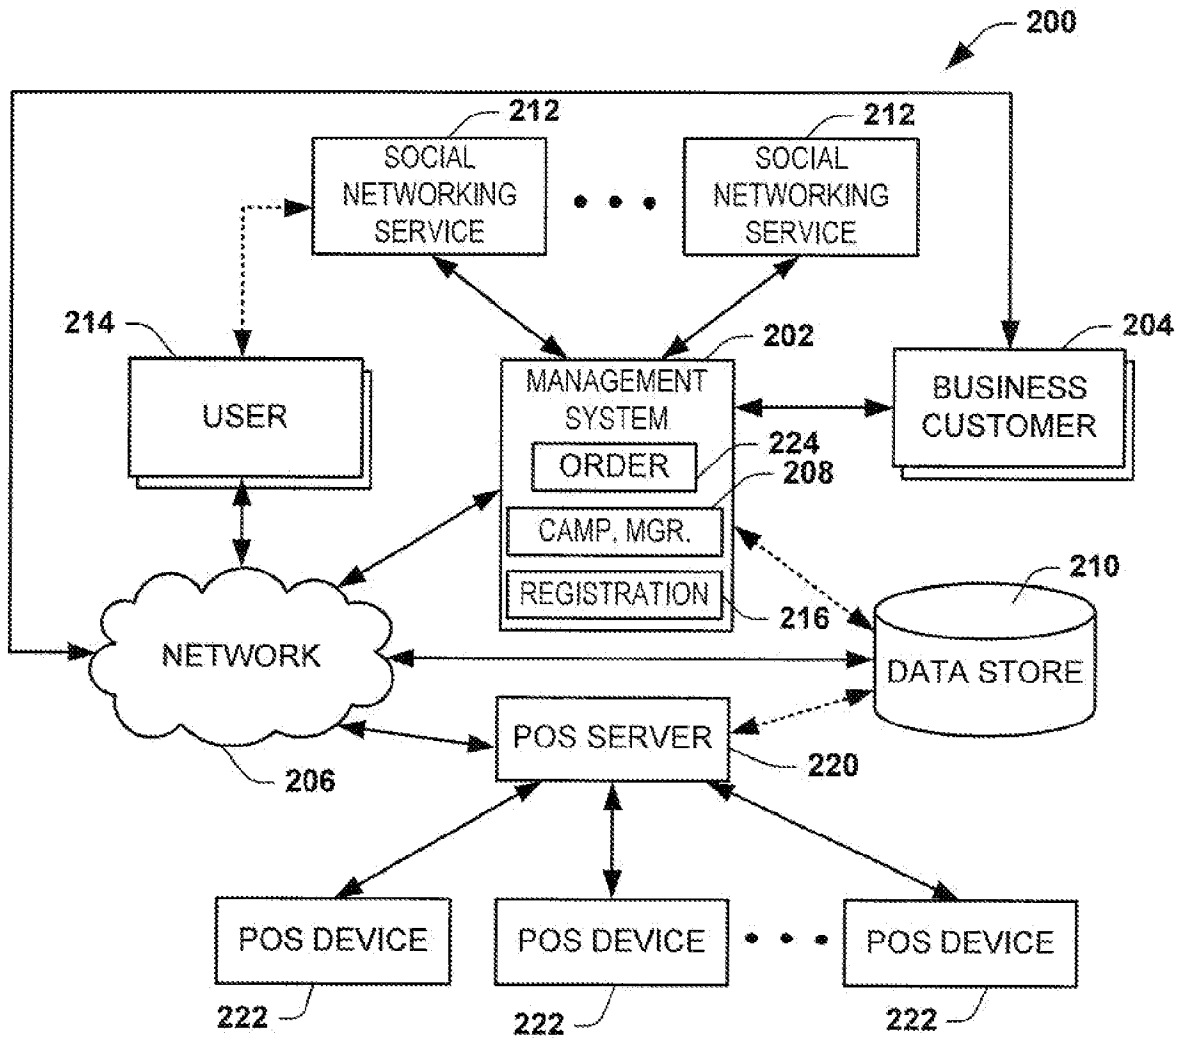 200
212
212
SOCIAL
NETWORKING
SERVICE
SOCIAL
NETWORKING
SERVICE
214
202
204
USER
MANAGEMENT
SYSTEM
BUSINESS
CUSTOMER
ORDER
224
208
CAMP. MGR.
REGISTRATION
216
210
NETWORK
DATA STORE
206
POS SERVER
220
POS DEVICE
POS DEVICE
POS DEVICE
222
222
222